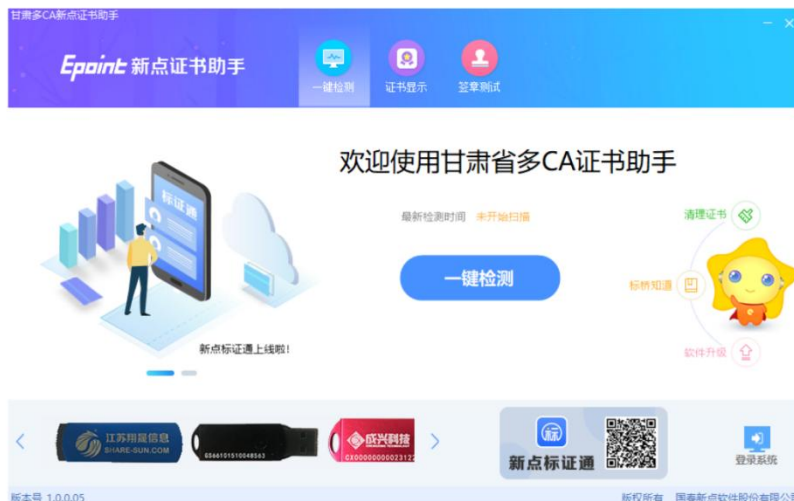 甘肃多CA新点证书助手
Epoint 新点证书助手
一键检测
证书显示
签章测试
欢迎使用甘肃省多CA证书助手
最新检测时间 未开始扫描
一键检测
清理证书
标桥知道
软件升级
标证通
新点标证通上线啦!
江苏翔晟信息
SHARE-SUN.COM
成兴科技
标
新点标证通
登录系统
版本号 1.0.0.05
版权所有 国泰新点软件股份有限公